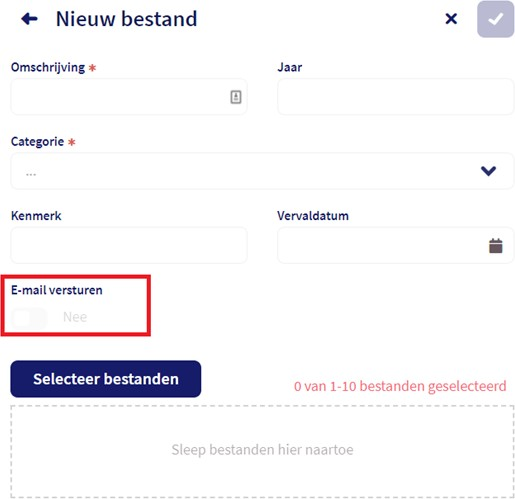 Nieuw bestand
Omschrijving *
Jaar
Categorie *
...
Kenmerk
Vervaldatum
E-mail versturen
Nee
Selecteer bestanden
0 van 1-10 bestanden geselecteerd
Sleep bestanden hier naartoe